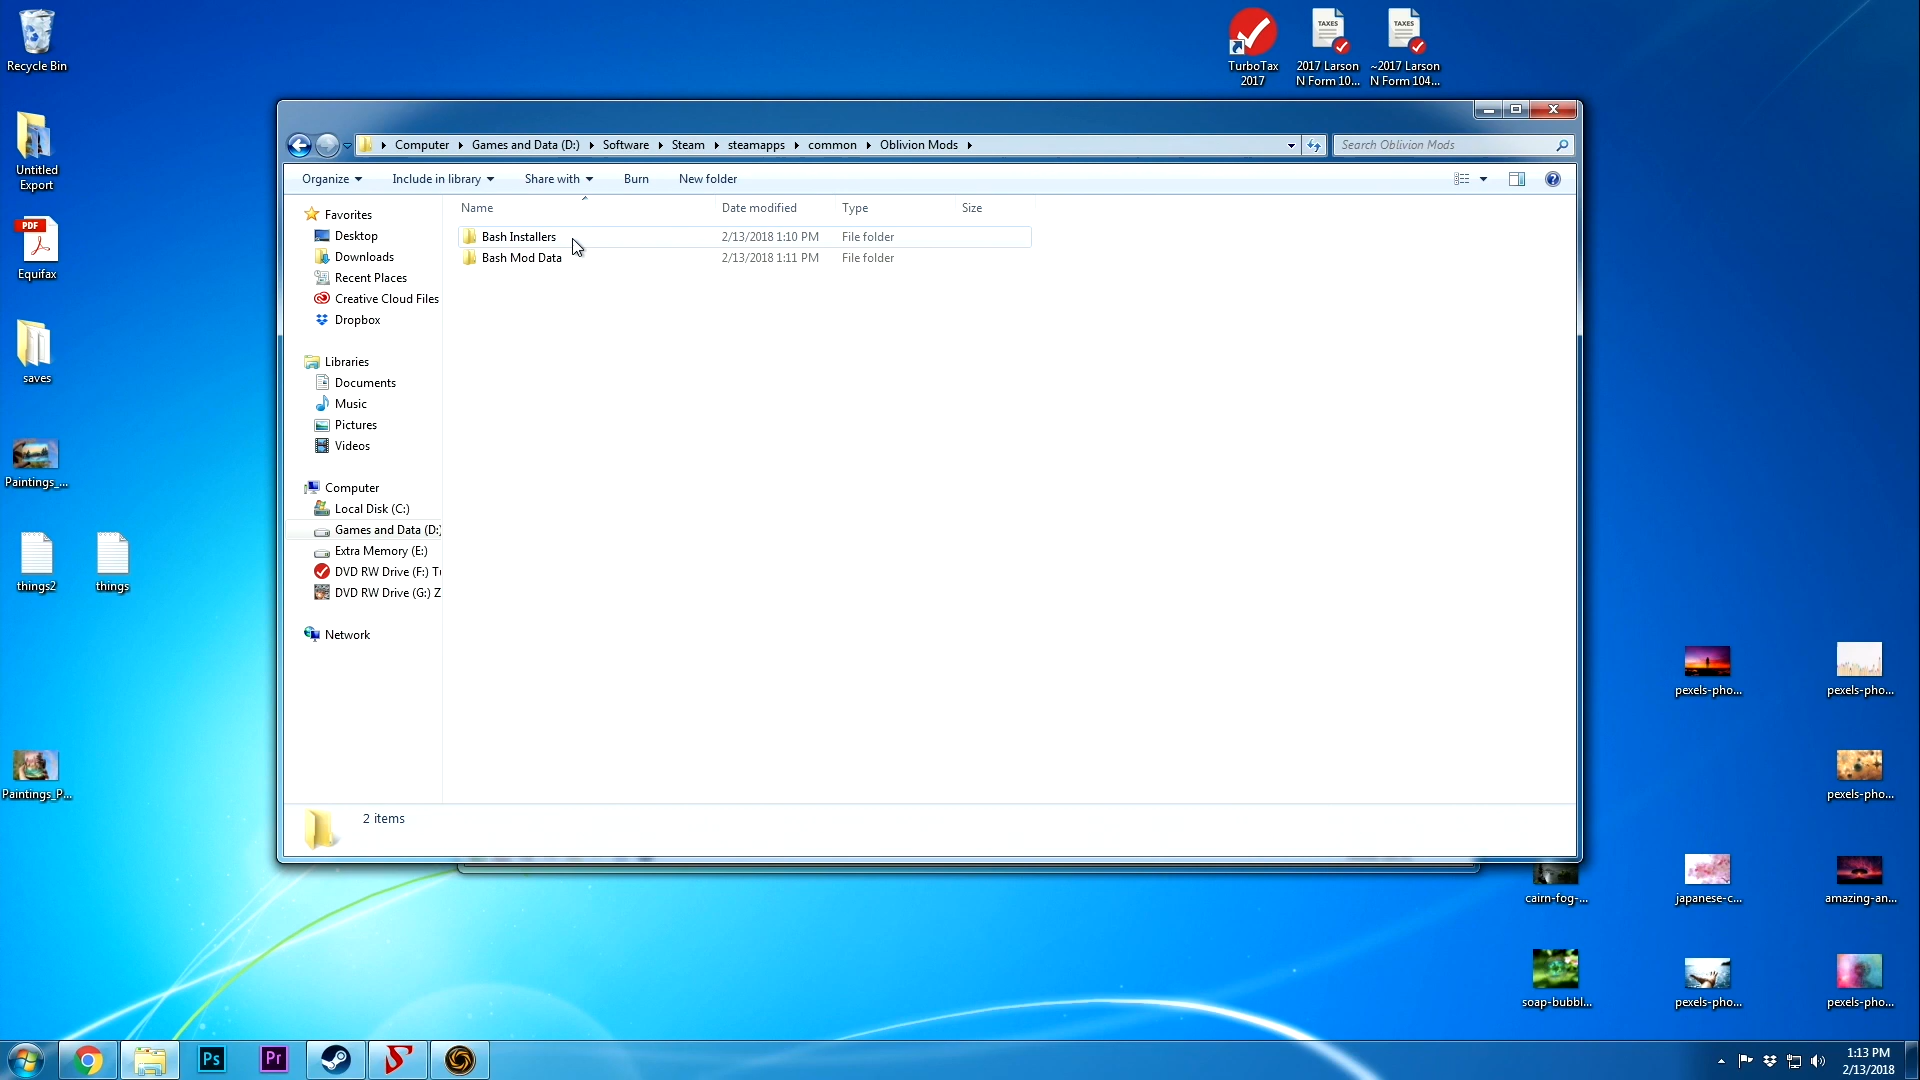 Recycle Bin
TurboTax
2017
TAXES
2017 Larson
N Form 10...
TAXES
~2017 Larson
N Form 104...
Untitled
Export
PDF
Equifax
saves
Paintings_...
things2
things
Paintings_P...
Computer
Games and Data (D:)
Software
Steam
steamapps
common
Oblivion Mods
Search Oblivion Mods
Organize
Include in library
Share with
Burn
New folder
Favorites
Desktop
Downloads
Recent Places
Creative Cloud Files
Dropbox
Libraries
Documents
Music
Pictures
Videos
Computer
Local Disk (C:)
Games and Data (D:)
Extra Memory (E:)
DVD RW Drive (F:) T
DVD RW Drive (G:) Z
Network
Name Date modified Type Size
Bash Installers 2/13/2018 1:10 PM File folder
Bash Mod Data 2/13/2018 1:11 PM File folder
2 items
pexels-pho...
pexels-pho...
pexels-pho...
cairn-fog-...
japanese-c...
amazing-an...
soap-bubbl...
pexels-pho...
pexels-pho...
Ps
Pr
1:13 PM
2/13/2018